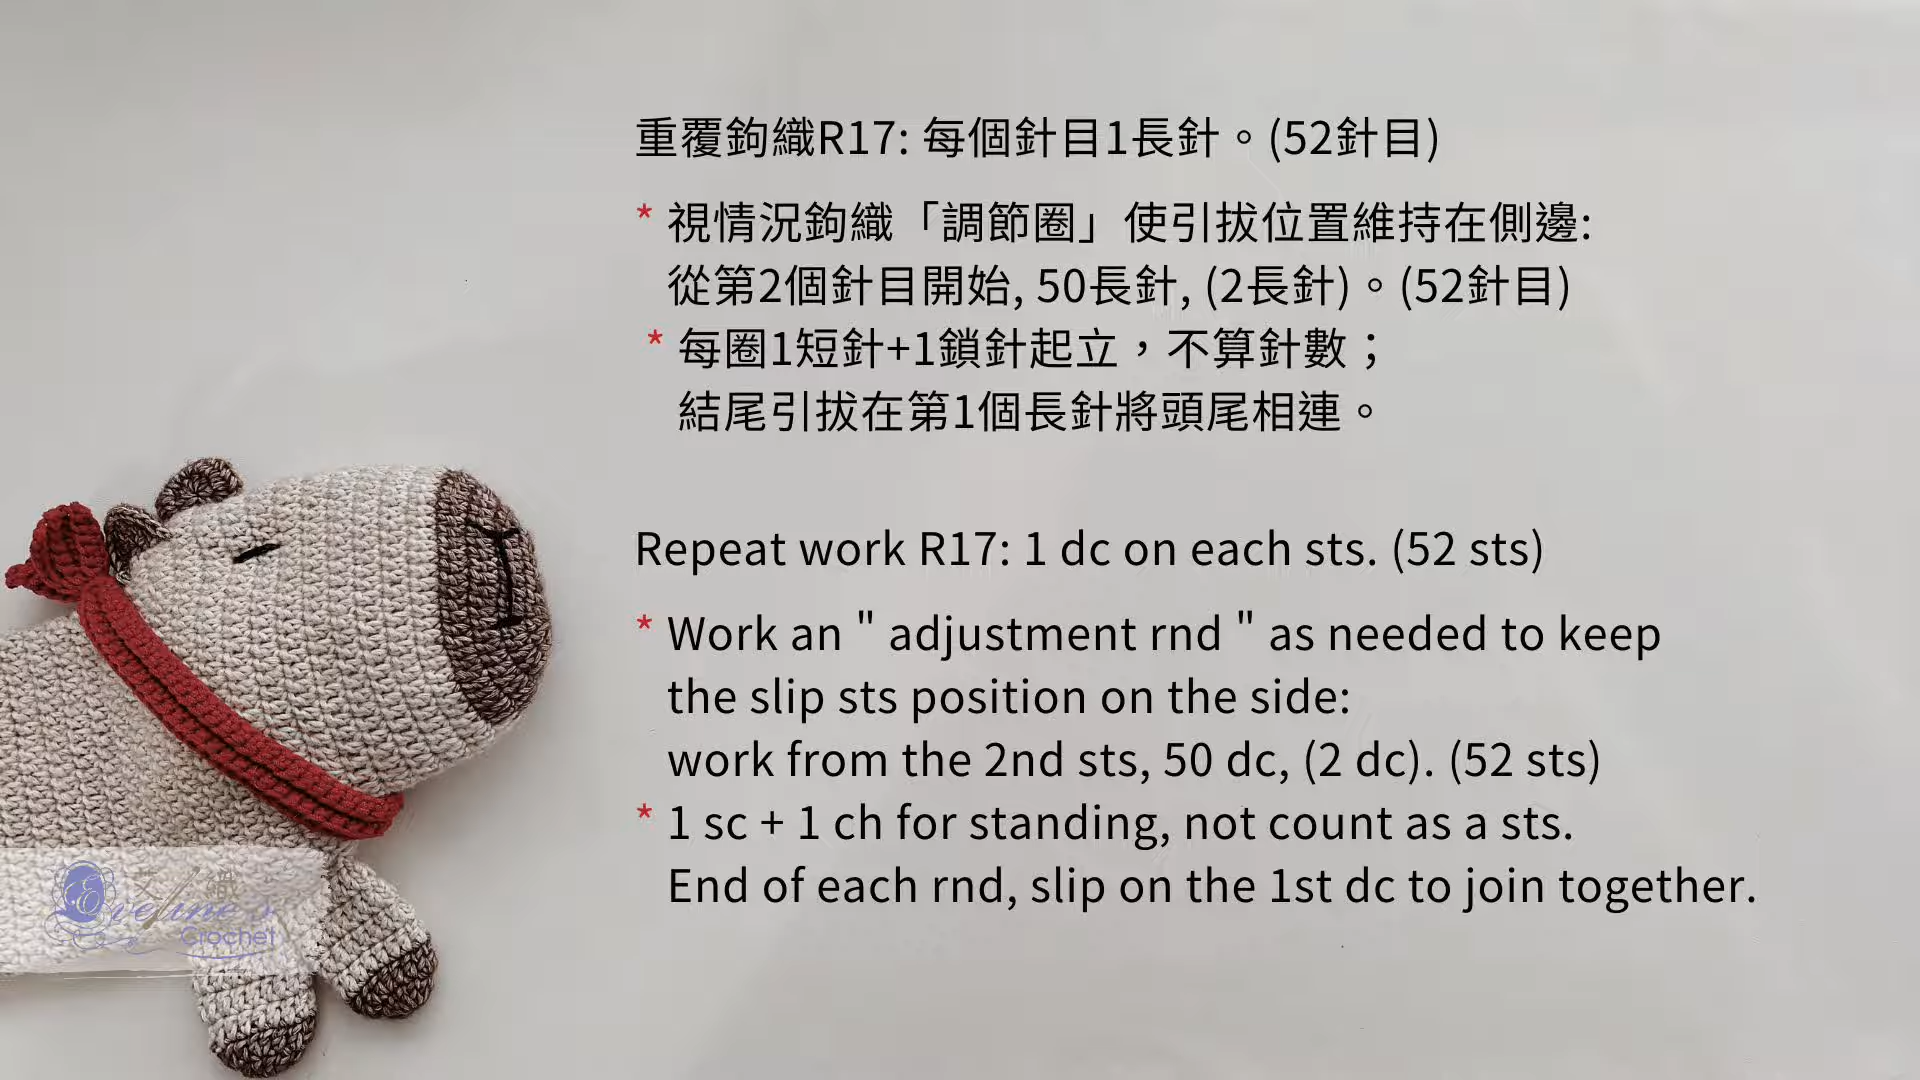 重覆鉤織R17: 每個針目1長針。(52針目)
* 視情況鉤織「調節圈」使引拔位置維持在側邊:
從第2個針目開始, 50長針, (2長針)。(52針目)
* 每圈1短針+1鎖針起立，不算針數；
結尾引拔在第1個長針將頭尾相連。
Repeat work R17: 1 dc on each sts. (52 sts)
* Work an " adjustment rnd " as needed to keep
the slip sts position on the side:
work from the 2nd sts, 50 dc, (2 dc). (52 sts)
* 1 sc + 1 ch for standing, not count as a sts.
End of each rnd, slip on the 1st dc to join together.
Crochet